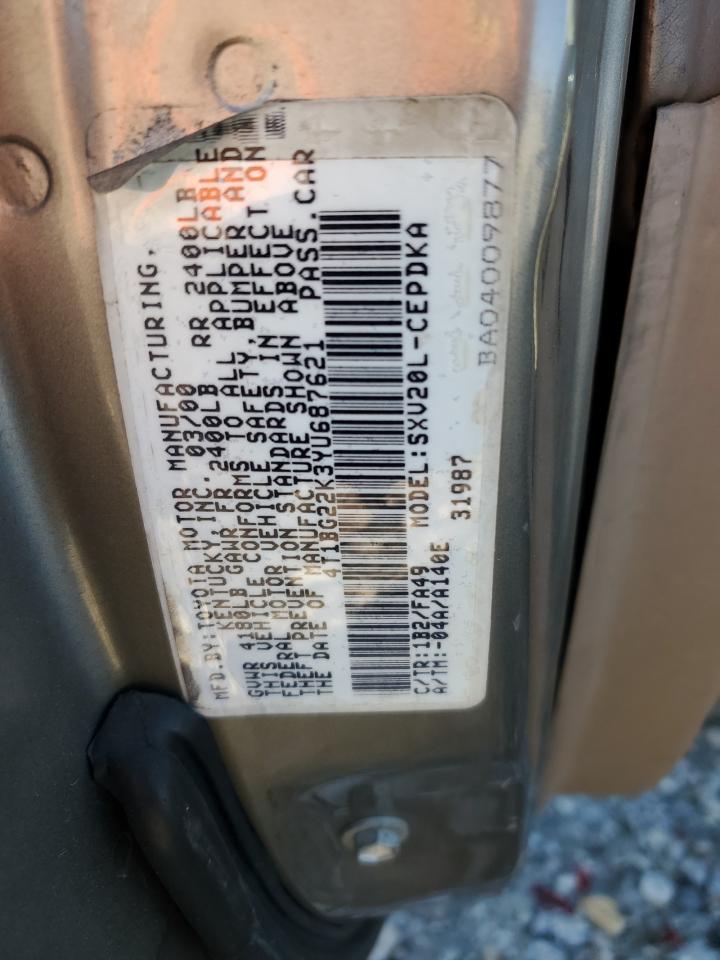 MFD.BY:TOYOTA MOTOR MANUFACTURING,
KENTUCKY,INC. 03/00
GVWR 4180LB GAWR FR 2400LB RR 2400LB
THIS VEHICLE CONFORMS TO ALL APPLICABLE
FEDERAL MOTOR VEHICLE SAFETY,BUMPER AND
THEFT PREVENTION STANDARDS IN EFFECT ON
THE DATE OF MANUFACTURE SHOWN ABOVE.
4T1BG22K3YU687621 PASS.CAR
C/TR:1B2/FA49 MODEL:SXV20L-CEPDKA
A/TM:-04A/A140E 31987
BA04009877